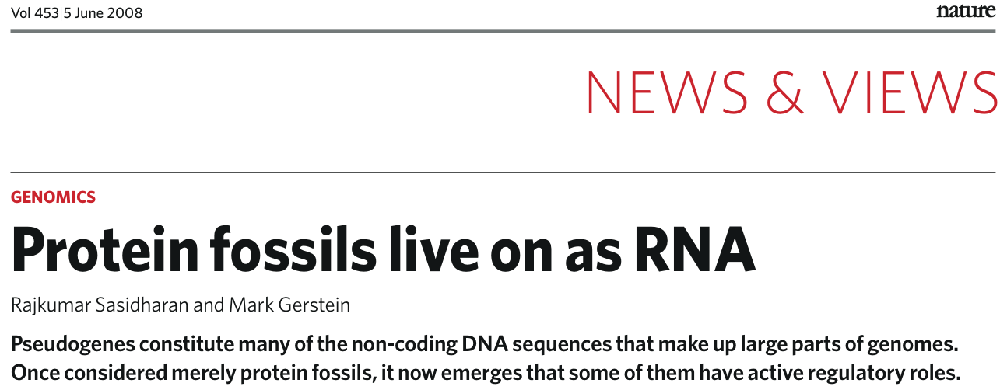 Vol 453|5 June 2008
nature
NEWS & VIEWS
GENOMICS
Protein fossils live on as RNA
Rajkumar Sasidharan and Mark Gerstein
Pseudogenes constitute many of the non-coding DNA sequences that make up large parts of genomes.
Once considered merely protein fossils, it now emerges that some of them have active regulatory roles.